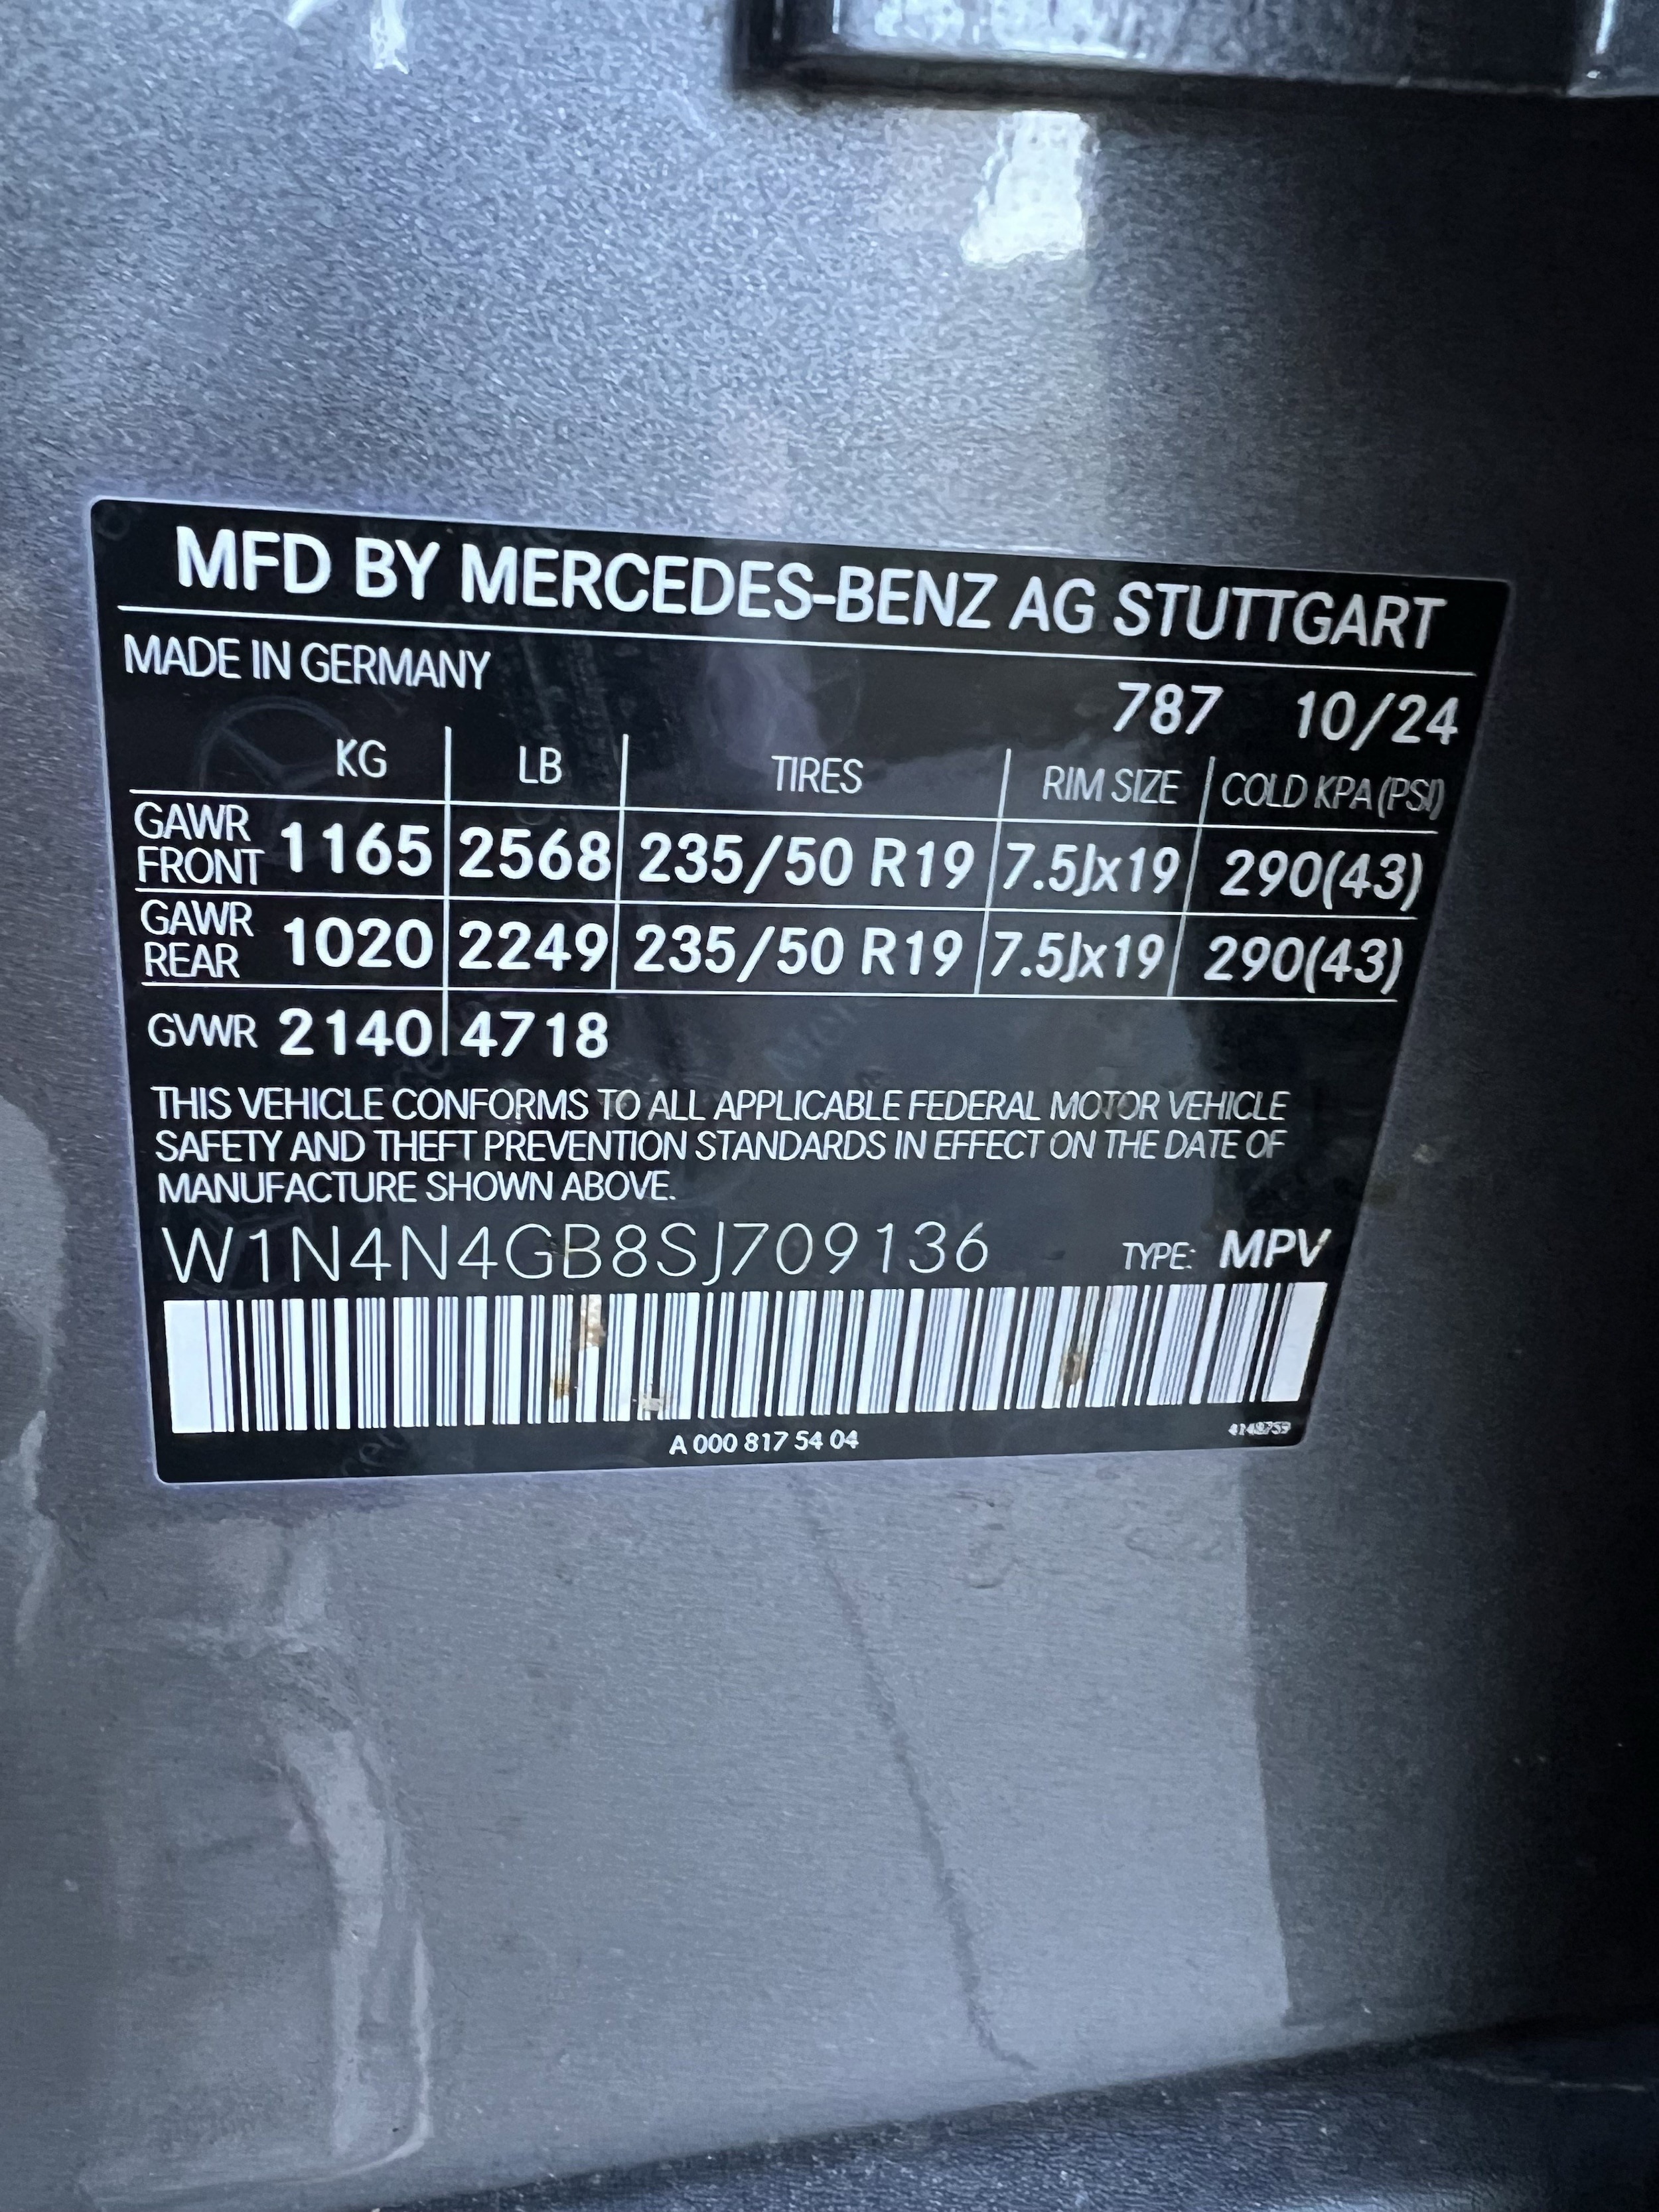 MFD BY MERCEDES-BENZ AG STUTTGART
MADE IN GERMANY
787 10/24
KG LB TIRES RIM SIZE COLD KPA (PSI)
GAWR FRONT 1165 2568 235/50 R19 7.5Jx19 290(43)
GAWR REAR 1020 2249 235/50 R19 7.5Jx19 290(43)
GVWR 2140 4718
THIS VEHICLE CONFORMS TO ALL APPLICABLE FEDERAL MOTOR VEHICLE
SAFETY AND THEFT PREVENTION STANDARDS IN EFFECT ON THE DATE OF
MANUFACTURE SHOWN ABOVE.
W1N4N4GB8SJ709136 TYPE: MPV
A 000 817 54 04